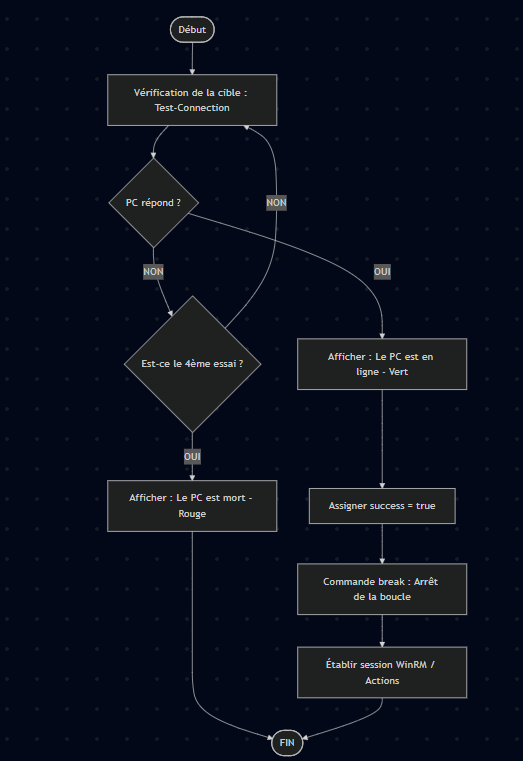 Début
Vérification de la cible :
Test-Connection
PC répond ?
NON
NON
OUI
Est-ce le 4ème essai ?
Afficher : Le PC est en
ligne - Vert
OUI
Afficher : Le PC est mort -
Rouge
Assigner success = true
Commande break : Arrêt
de la boucle
Établir session WinRM /
Actions
FIN